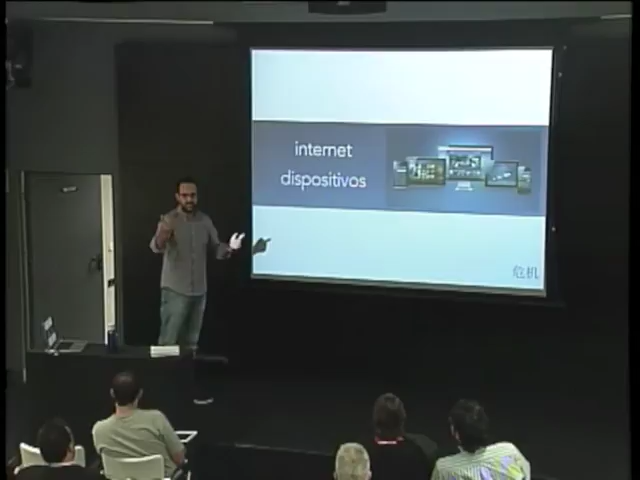 internet
dispositivos
危机